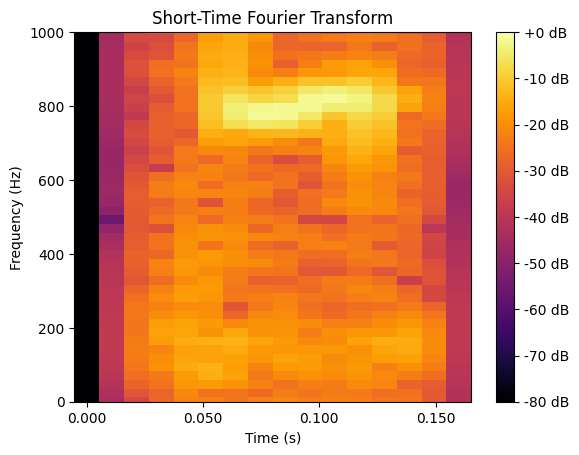 Short-Time Fourier Transform
1000
800
600
400
200
0
Frequency (Hz)
0.000
0.050
0.100
0.150
Time (s)
+0 dB
-10 dB
-20 dB
-30 dB
-40 dB
-50 dB
-60 dB
-70 dB
-80 dB